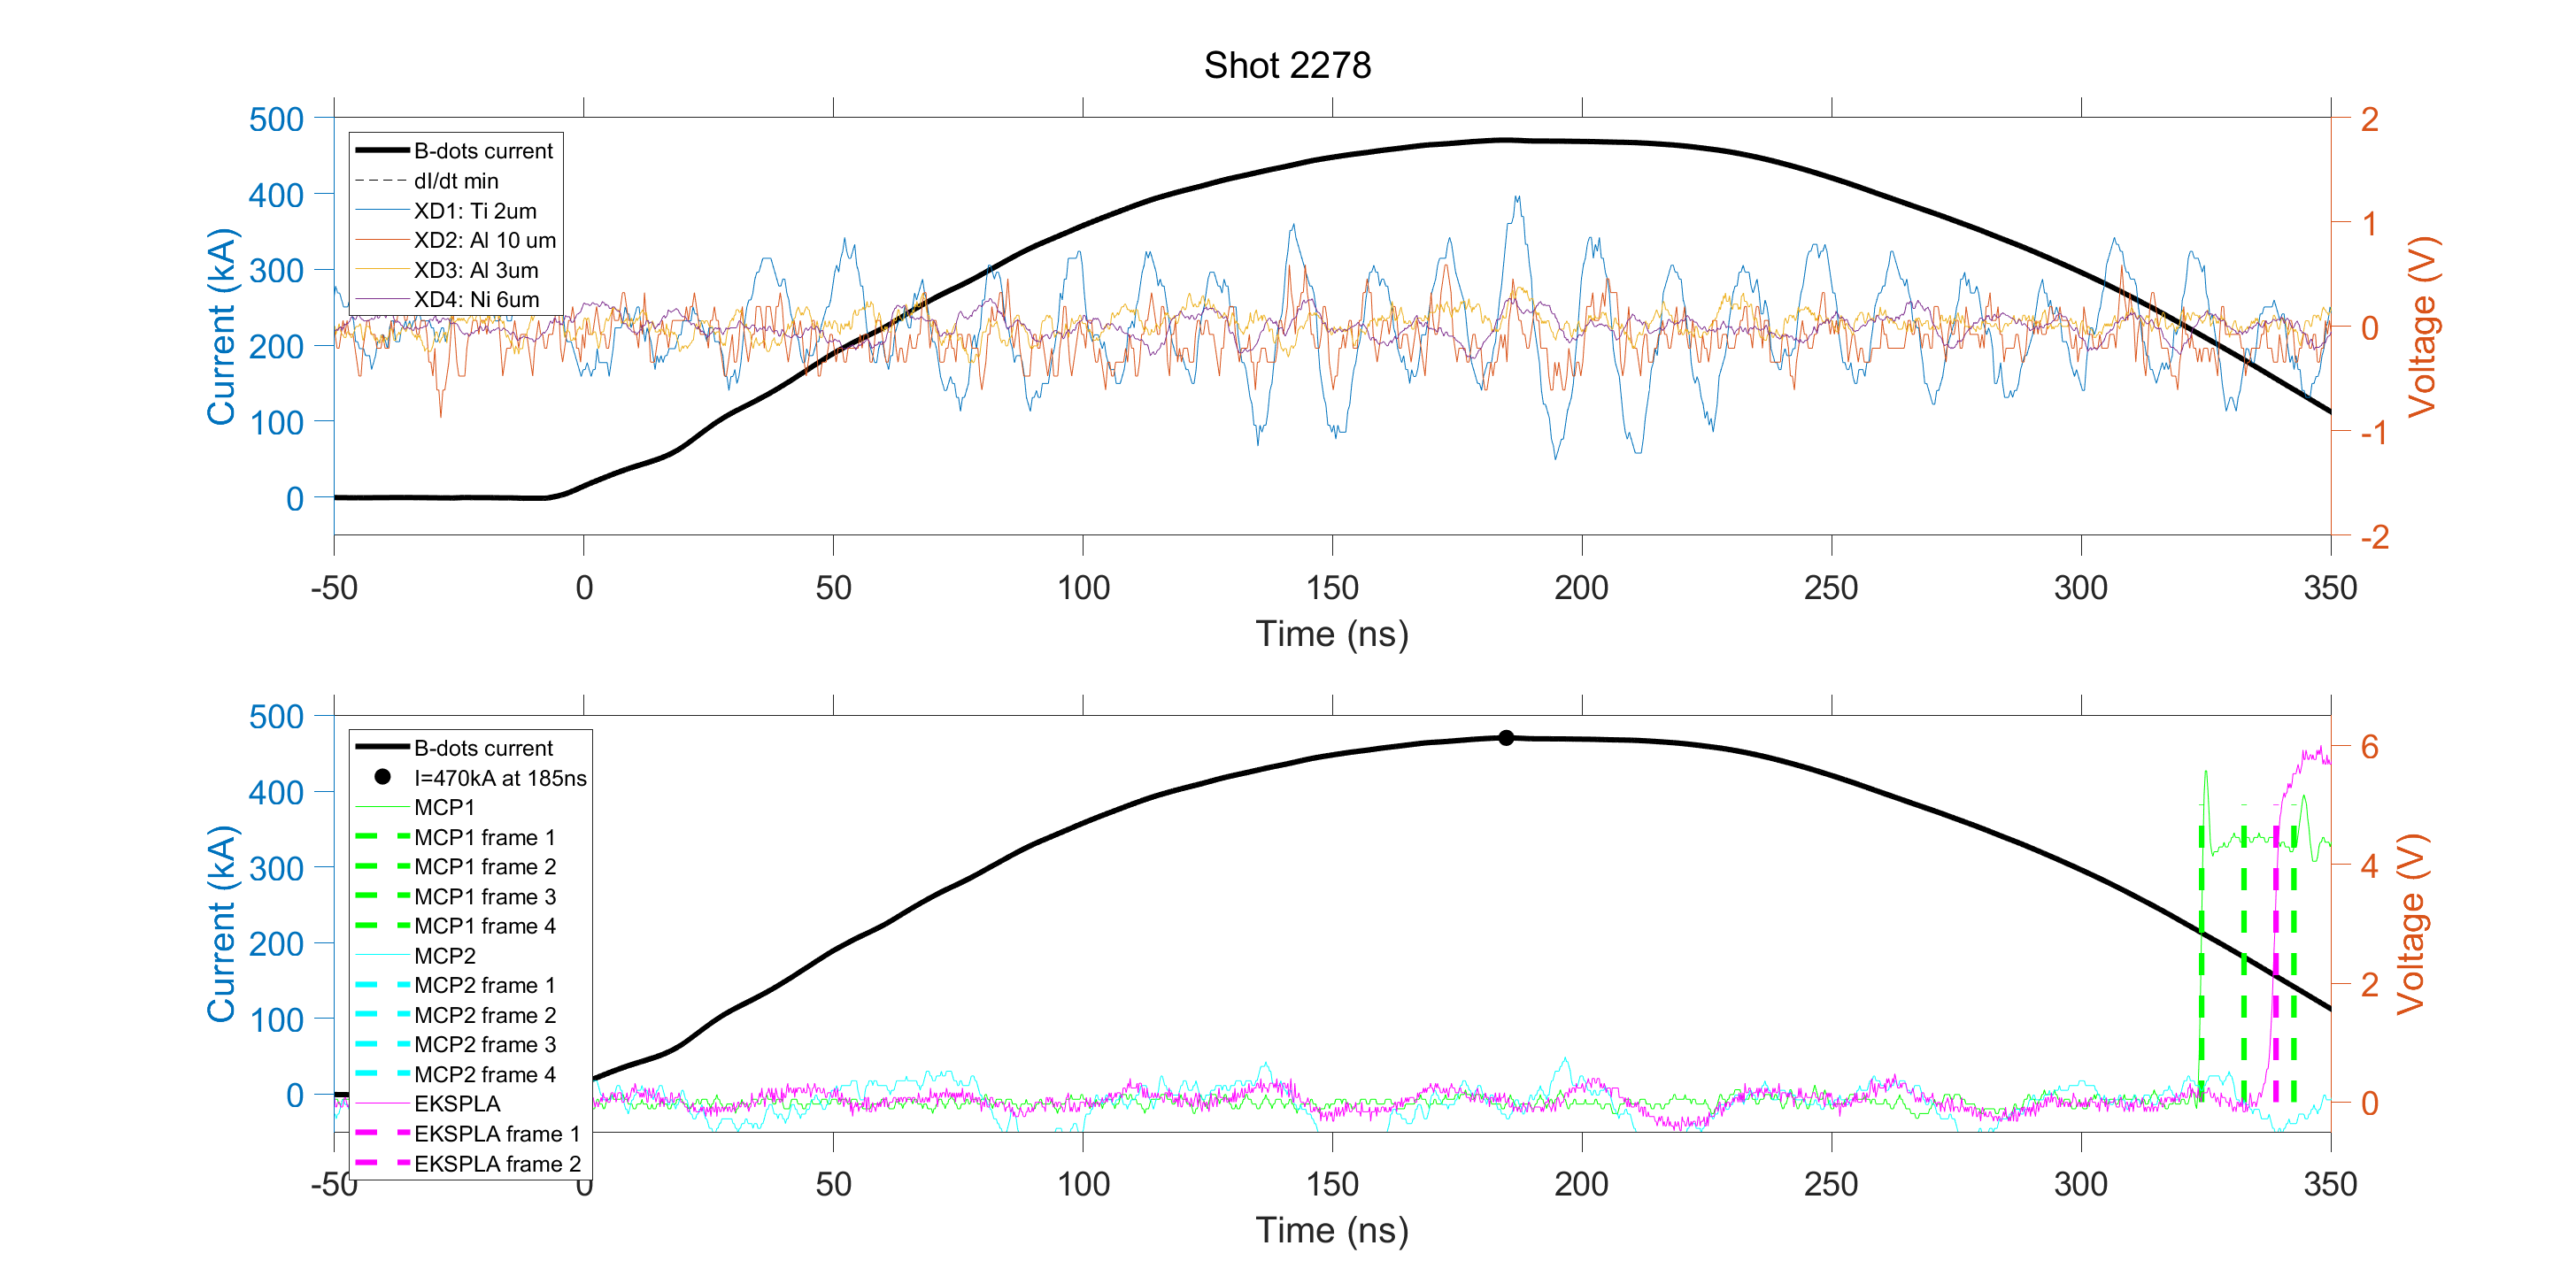 Shot 2278
500
400
300
200
100
0
Current (kA)
B-dots current
dI/dt min
XD1: Ti 2um
XD2: Al 10 um
XD3: Al 3um
XD4: Ni 6um
2
1
0
-1
-2
Voltage (V)
-50 0 50 100 150 200 250 300 350
Time (ns)
500
400
300
200
100
0
Current (kA)
B-dots current
I=470kA at 185ns
MCP1
MCP1 frame 1
MCP1 frame 2
MCP1 frame 3
MCP1 frame 4
MCP2
MCP2 frame 1
MCP2 frame 2
MCP2 frame 3
MCP2 frame 4
EKSPLA
EKSPLA frame 1
EKSPLA frame 2
6
4
2
0
Voltage (V)
-50 0 50 100 150 200 250 300 350
Time (ns)